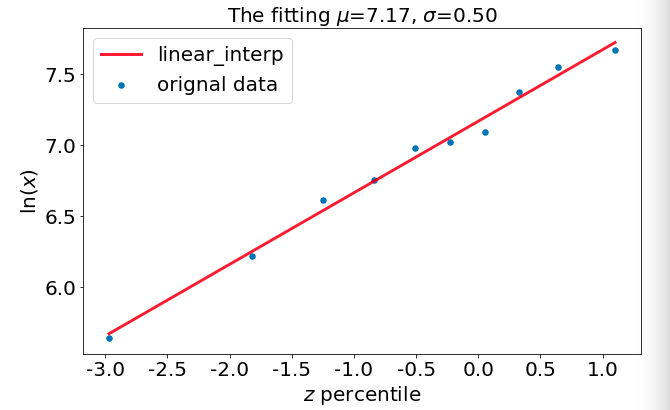 The fitting μ=7.17, σ=0.50
linear_interp
orignal data
7.5
7.0
6.5
6.0
ln(x)
-3.0 -2.5 -2.0 -1.5 -1.0 -0.5 0.0 0.5 1.0
z percentile